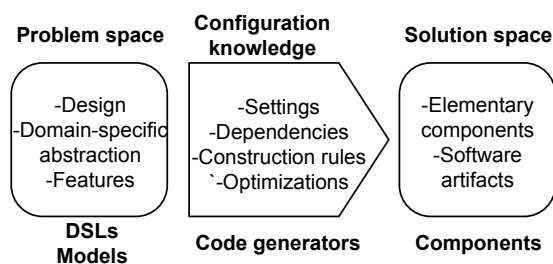 Problem space
-Design
-Domain-specific
abstraction
-Features
DSLs
Models
Configuration
knowledge
-Settings
-Dependencies
-Construction rules
`-Optimizations
Code generators
Solution space
-Elementary
components
-Software
artifacts
Components